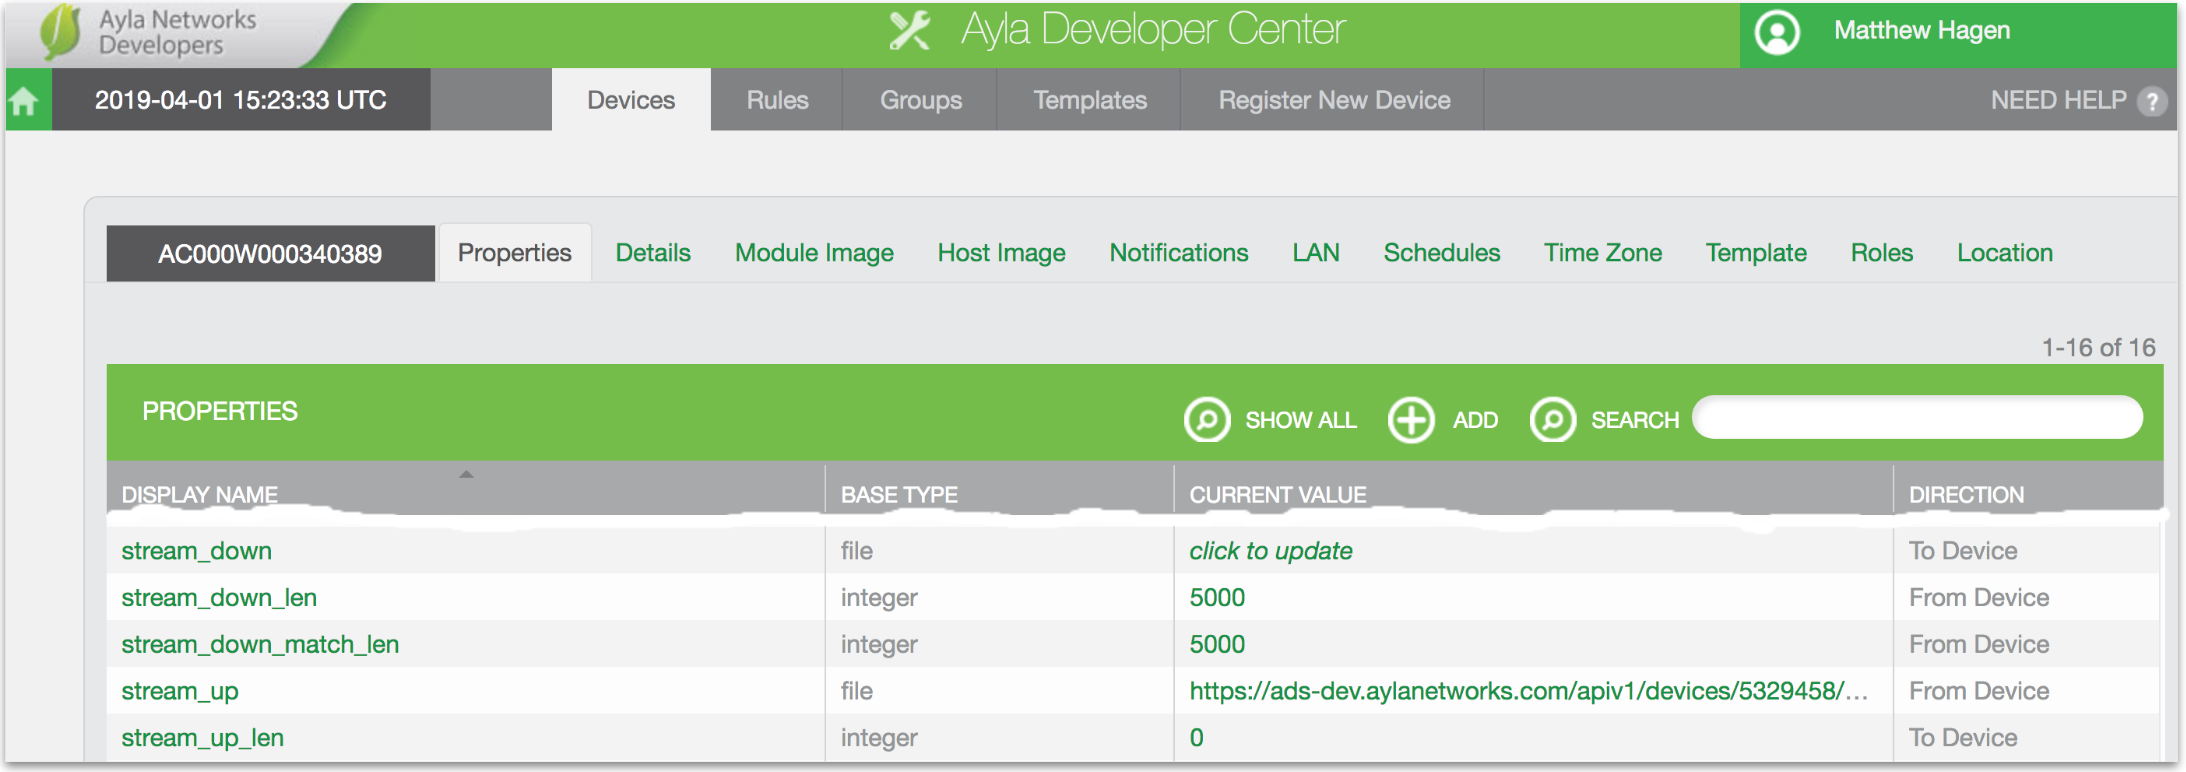 Ayla Networks
Developers
Ayla Developer Center
Matthew Hagen
2019-04-01 15:23:33 UTC
Devices
Rules
Groups
Templates
Register New Device
NEED HELP ?
AC000W000340389
Properties
Details
Module Image
Host Image
Notifications
LAN
Schedules
Time Zone
Template
Roles
Location
1-16 of 16
PROPERTIES
SHOW ALL
ADD
SEARCH
DISPLAY NAME BASE TYPE CURRENT VALUE DIRECTION
stream_down file click to update To Device
stream_down_len integer 5000 From Device
stream_down_match_len integer 5000 From Device
stream_up file https://ads-dev.aylanetworks.com/apiv1/devices/5329458/... From Device
stream_up_len integer 0 To Device